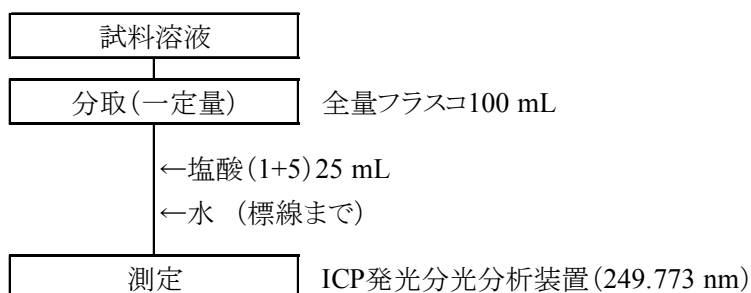 試料溶液
分取(一定量) 全量フラスコ100 mL
←塩酸(1+5)25 mL
←水 (標線まで)
測定 ICP発光分光分析装置(249.773 nm)